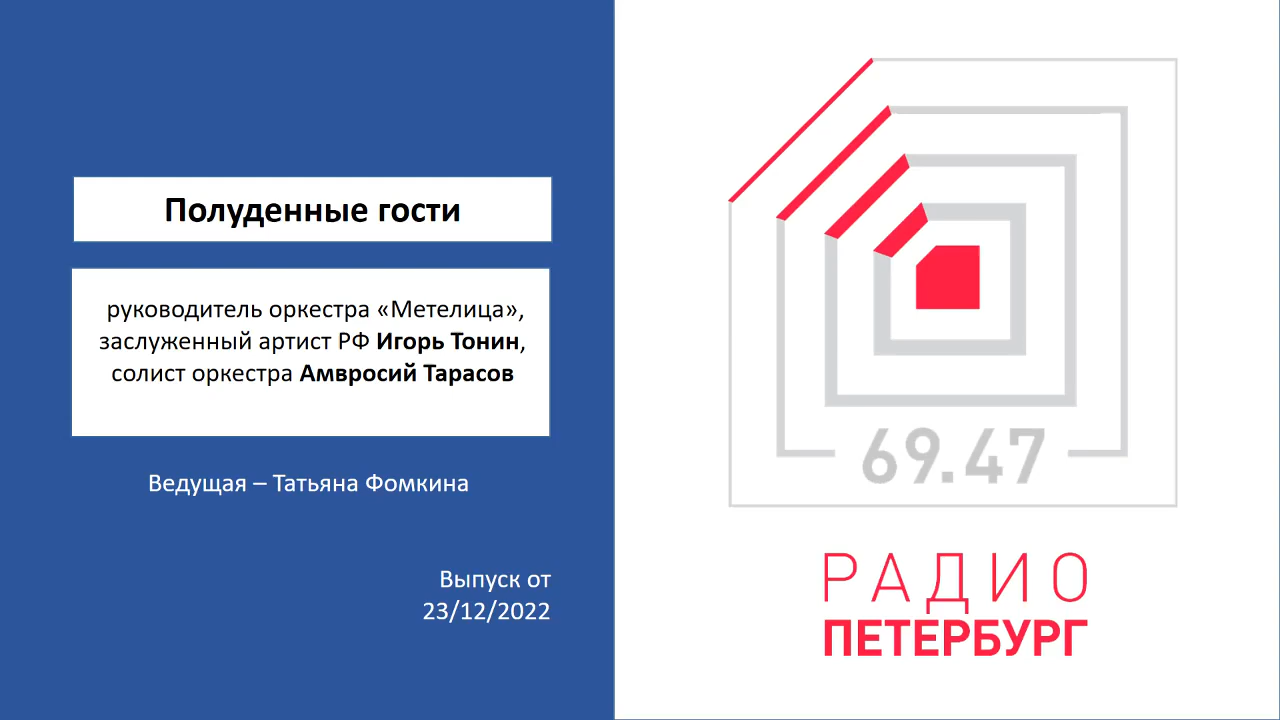 Полуденные гости
руководитель оркестра «Метелица»,
заслуженный артист РФ Игорь Тонин,
солист оркестра Амвросий Тарасов
Ведущая – Татьяна Фомкина
Выпуск от
23/12/2022
69.47
РАДИО
ПЕТЕРБУРГ